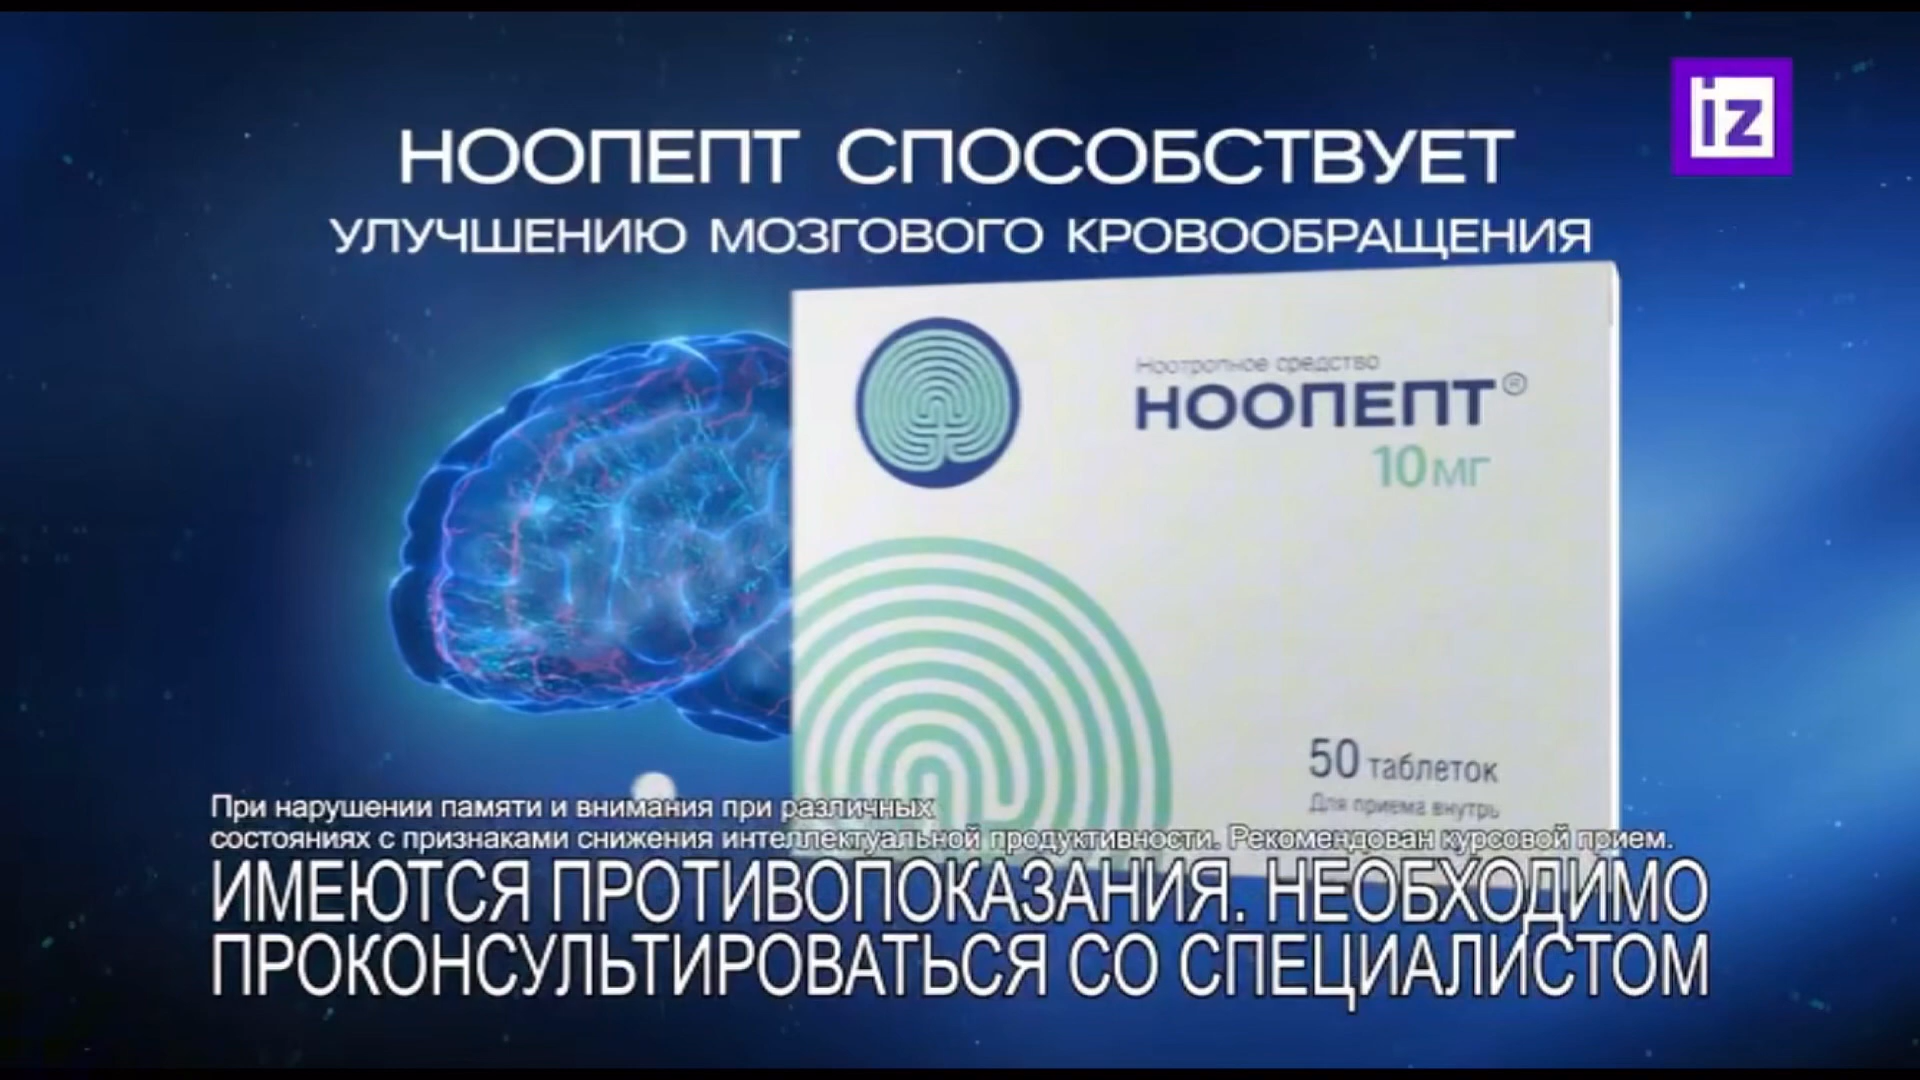 iz
НООПЕПТ СПОСОБСТВУЕТ
УЛУЧШЕНИЮ МОЗГОВОГО КРОВООБРАЩЕНИЯ
Ноотропное средство
НООПЕПТ®
10 мг
50 таблеток
Для приема внутрь
При нарушении памяти и внимания при различных
состояниях с признаками снижения интеллектуальной продуктивности. Рекомендован курсовой прием.
ИМЕЮТСЯ ПРОТИВОПОКАЗАНИЯ. НЕОБХОДИМО
ПРОКОНСУЛЬТИРОВАТЬСЯ СО СПЕЦИАЛИСТОМ